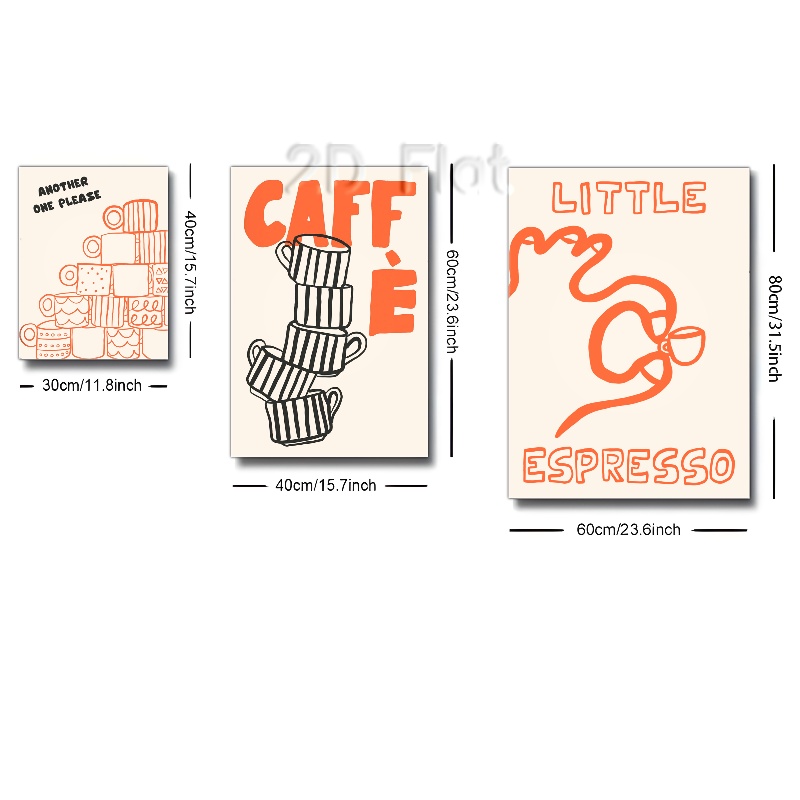 2D Flat
ANOTHER
ONE PLEASE
40cm/15.7inch
30cm/11.8inch
CAFF
È
60cm/23.6inch
40cm/15.7inch
LITTLE
ESPRESSO
80cm/31.5inch
60cm/23.6inch